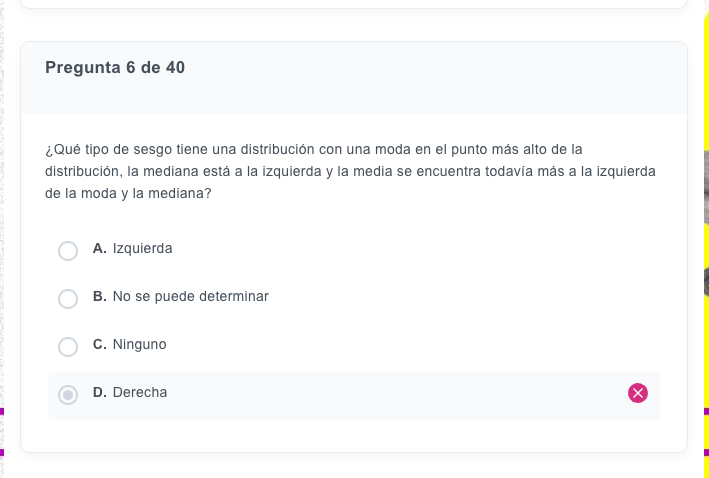 Pregunta 6 de 40
¿Qué tipo de sesgo tiene una distribución con una moda en el punto más alto de la
distribución, la mediana está a la izquierda y la media se encuentra todavía más a la izquierda
de la moda y la mediana?
A. Izquierda
B. No se puede determinar
C. Ninguno
D. Derecha